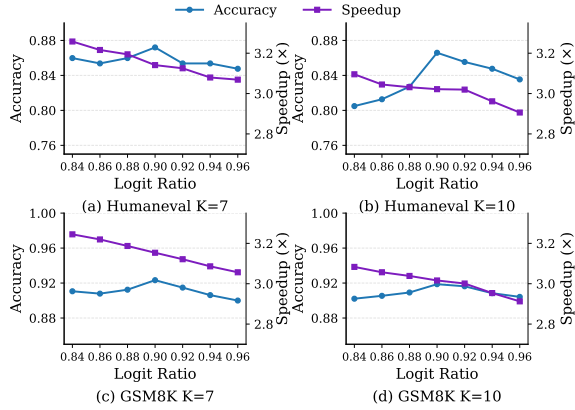 Accuracy Speedup
0.88
0.84
0.80
0.76
Accuracy
3.2
3.0
2.8
Speedup (×)
0.84 0.86 0.88 0.90 0.92 0.94 0.96
Logit Ratio
(a) Humaneval K=7
0.88
0.84
0.80
0.76
Accuracy
3.2
3.0
2.8
Speedup (×)
0.84 0.86 0.88 0.90 0.92 0.94 0.96
Logit Ratio
(b) Humaneval K=10
1.00
0.96
0.92
0.88
Accuracy
3.2
3.0
2.8
Speedup (×)
0.84 0.86 0.88 0.90 0.92 0.94 0.96
Logit Ratio
(c) GSM8K K=7
1.00
0.96
0.92
0.88
Accuracy
3.2
3.0
2.8
Speedup (×)
0.84 0.86 0.88 0.90 0.92 0.94 0.96
Logit Ratio
(d) GSM8K K=10